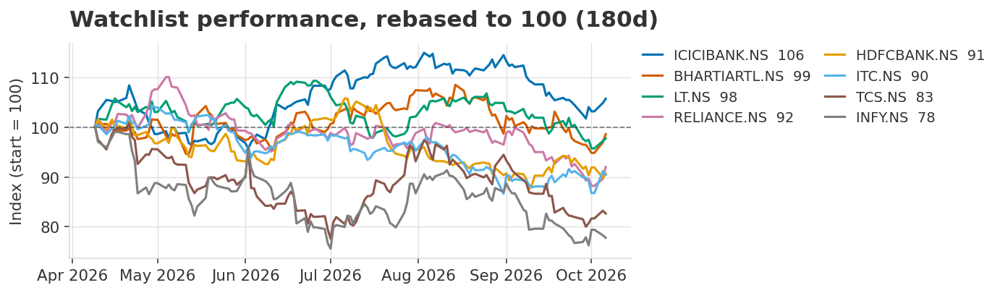 Watchlist performance, rebased to 100 (180d)
Index (start = 100)
110
100
90
80
Apr 2026 May 2026 Jun 2026 Jul 2026 Aug 2026 Sep 2026 Oct 2026
ICICIBANK.NS 106
BHARTIARTL.NS 99
LT.NS 98
RELIANCE.NS 92
HDFCBANK.NS 91
ITC.NS 90
TCS.NS 83
INFY.NS 78